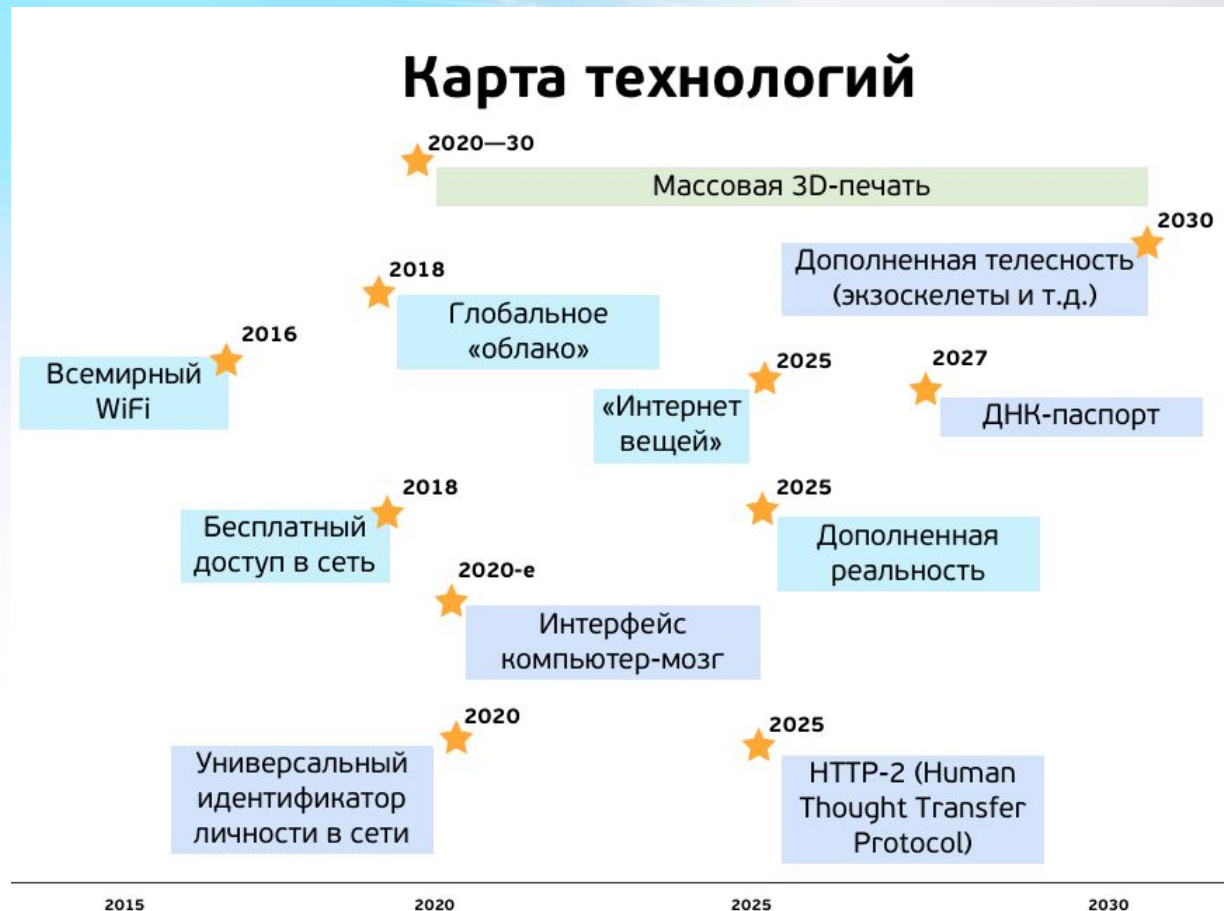 Карта технологий
2020—30
Массовая 3D-печать
2030
Дополненная телесность
(экзоскелеты и т.д.)
2018
Глобальное
«облако»
2016
Всемирный
WiFi
2025
«Интернет
вещей»
2027
ДНК-паспорт
2018
Бесплатный
доступ в сеть
2025
Дополненная
реальность
2020-е
Интерфейс
компьютер-мозг
2020
Универсальный
идентификатор
личности в сети
2025
HTTP-2 (Human
Thought Transfer
Protocol)
2015
2020
2025
2030